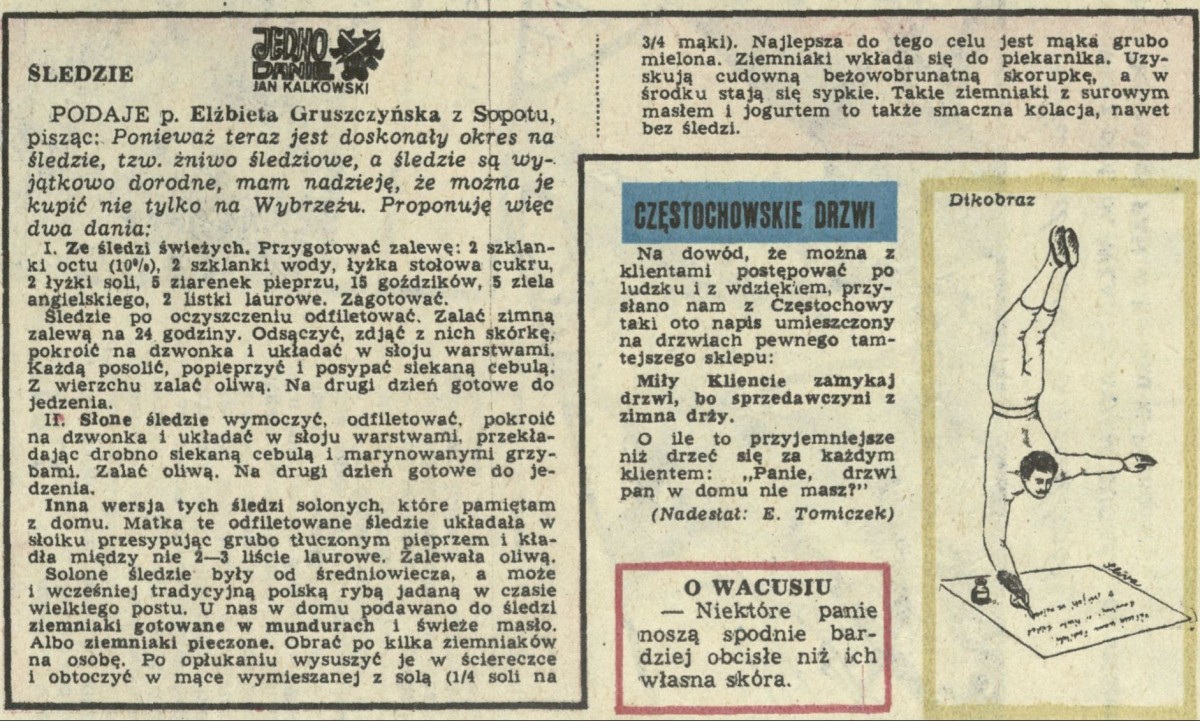 JEDNO
DANIE
JAN KALKOWSKI
ŚLEDZIE
PODAJE p. Elżbieta Gruszczyńska z Sopotu,
pisząc: Ponieważ teraz jest doskonały okres na
śledzie, tzw. żniwo śledziowe, a śledzie są wy-
jątkowo dorodne, mam nadzieję, że można je
kupić nie tylko na Wybrzeżu. Proponuję więc
dwa dania:
I. Ze śledzi świeżych. Przygotować zalewę: 2 szklan-
ki octu (10%), 2 szklanki wody, łyżka stołowa cukru,
2 łyżki soli, 5 ziarenek pieprzu, 15 goździków, 5 ziela
angielskiego, 2 listki laurowe. Zagotować.
Śledzie po oczyszczeniu odfiletować. Zalać zimną
zalewą na 24 godziny. Odsączyć, zdjąć z nich skórkę,
pokroić na dzwonka i układać w słoju warstwami.
Każdą posolić, popieprzyć i posypać siekaną cebulą.
Z wierzchu zalać oliwą. Na drugi dzień gotowe do
jedzenia.
II. Słone śledzie wymoczyć, odfiletować, pokroić
na dzwonka i układać w słoju warstwami, przekła-
dając drobno siekaną cebulą i marynowanymi grzy-
bami. Zalać oliwą. Na drugi dzień gotowe do je-
dzenia.
Inna wersja tych śledzi solonych, które pamiętam
z domu. Matka te odfiletowane śledzie układała w
słoiku przesypując grubo tłuczonym pieprzem i kła-
dła między nie 2—3 liście laurowe. Zalewała oliwą.
Solone śledzie były od średniowiecza, a może
i wcześniej tradycyjną polską rybą jadaną w czasie
wielkiego postu. U nas w domu podawano do śledzi
ziemniaki gotowane w mundurach i świeże masło.
Albo ziemniaki pieczone. Obrać po kilka ziemniaków
na osobę. Po opłukaniu wysuszyć je w ściereczce
i obtoczyć w mące wymieszanej z solą (1/4 soli na
3/4 mąki). Najlepsza do tego celu jest mąka grubo
mielona. Ziemniaki wkłada się do piekarnika. Uzy-
skują cudowną beżowobrunatną skorupkę, a w
środku stają się sypkie. Takie ziemniaki z surowym
masłem i jogurtem to także smaczna kolacja, nawet
bez śledzi.
CZĘSTOCHOWSKIE DRZWI
Na dowód, że można z
klientami postępować po
ludzku i z wdziękiem, przy-
słano nam z Częstochowy
taki oto napis umieszczony
na drzwiach pewnego tam-
tejszego sklepu:
Miły Kliencie zamykaj
drzwi, bo sprzedawczyni z
zimna drży.
O ile to przyjemniejsze
niż drzeć się za każdym
klientem: „Panie, drzwi
pan w domu nie masz?"
(Nadestał: E. Tomiczek)
O WACUSIU
— Niektóre panie
noszą spodnie bar-
dziej obcisłe niż ich
własna skóra.
Dikobraz